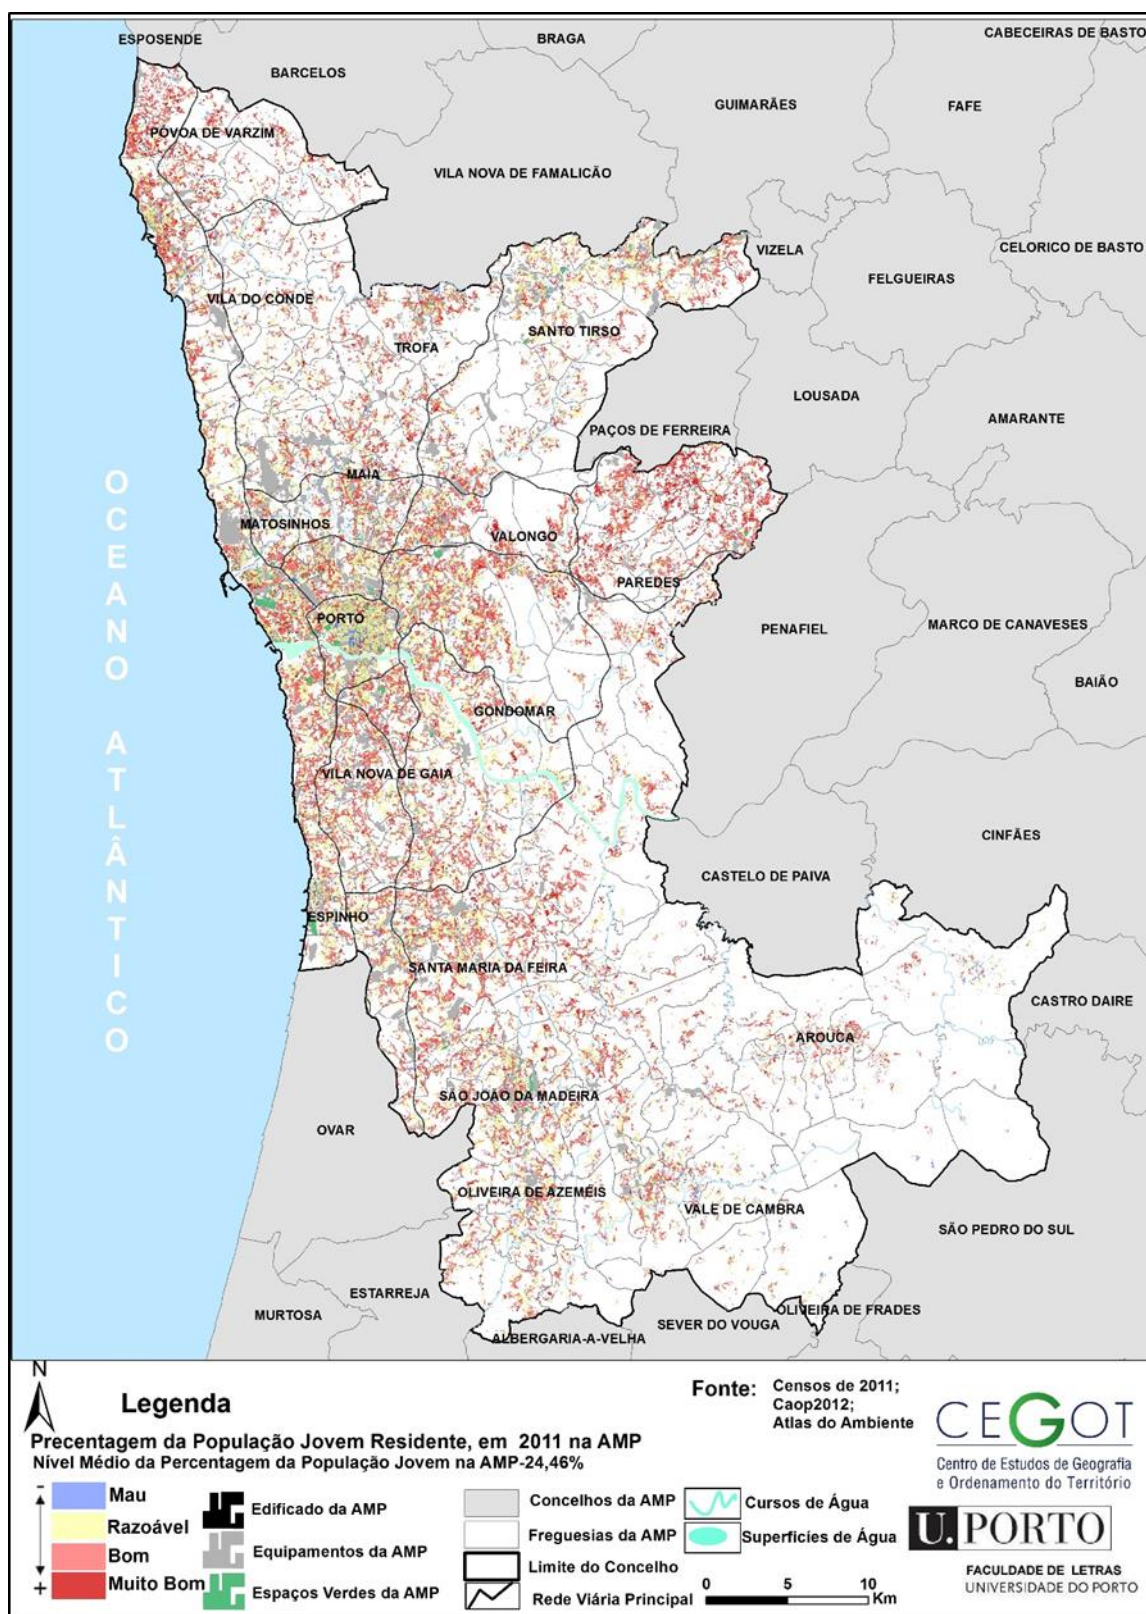 ESPOSENDE
BRAGA
CABECEIRAS DE BASTO
BARCELOS
GUIMARÃES
FAFE
PÓVOA DE VARZIM
VILA NOVA DE FAMALICÃO
VIZELA
CELORICO DE BASTO
FELGUEIRAS
VILA DO CONDE
SANTO TIRSO
TROFA
LOUSADA
AMARANTE
PAÇOS DE FERREIRA
MAIA
MATOSINHOS
VALONGO
PAREDES
PORTO
PENAFIEL
MARCO DE CANAVESES
BAIÃO
GONDOMAR
OCEANO ATLÂNTICO
VILA NOVA DE GAIA
CINFÃES
CASTELO DE PAIVA
ESPINHO
SANTA MARIA DA FEIRA
CASTRO DAIRE
AROUCA
SÃO JOÃO DA MADEIRA
OVAR
OLIVEIRA DE AZEMÉIS
VALE DE CAMBRA
SÃO PEDRO DO SUL
ESTARREJA
MURTOSA
OLIVEIRA DE FRADES
SEVER DO VOUGA
ALBERGARIA-A-VELHA
N
Legenda
Precentagem da População Jovem Residente, em 2011 na AMP
Nível Médio da Percentagem da População Jovem na AMP-24,46%
-
Mau
Razoável
Bom
Muito Bom
+
Edificado da AMP
Equipamentos da AMP
Espaços Verdes da AMP
Concelhos da AMP
Freguesias da AMP
Limite do Concelho
Rede Viária Principal
Cursos de Água
Superfícies de Água
0 5 10
Km
Fonte: Censos de 2011;
Caop2012;
Atlas do Ambiente
CEGOT
Centro de Estudos de Geografia
e Ordenamento do Território
U. PORTO
FACULDADE DE LETRAS
UNIVERSIDADE DO PORTO